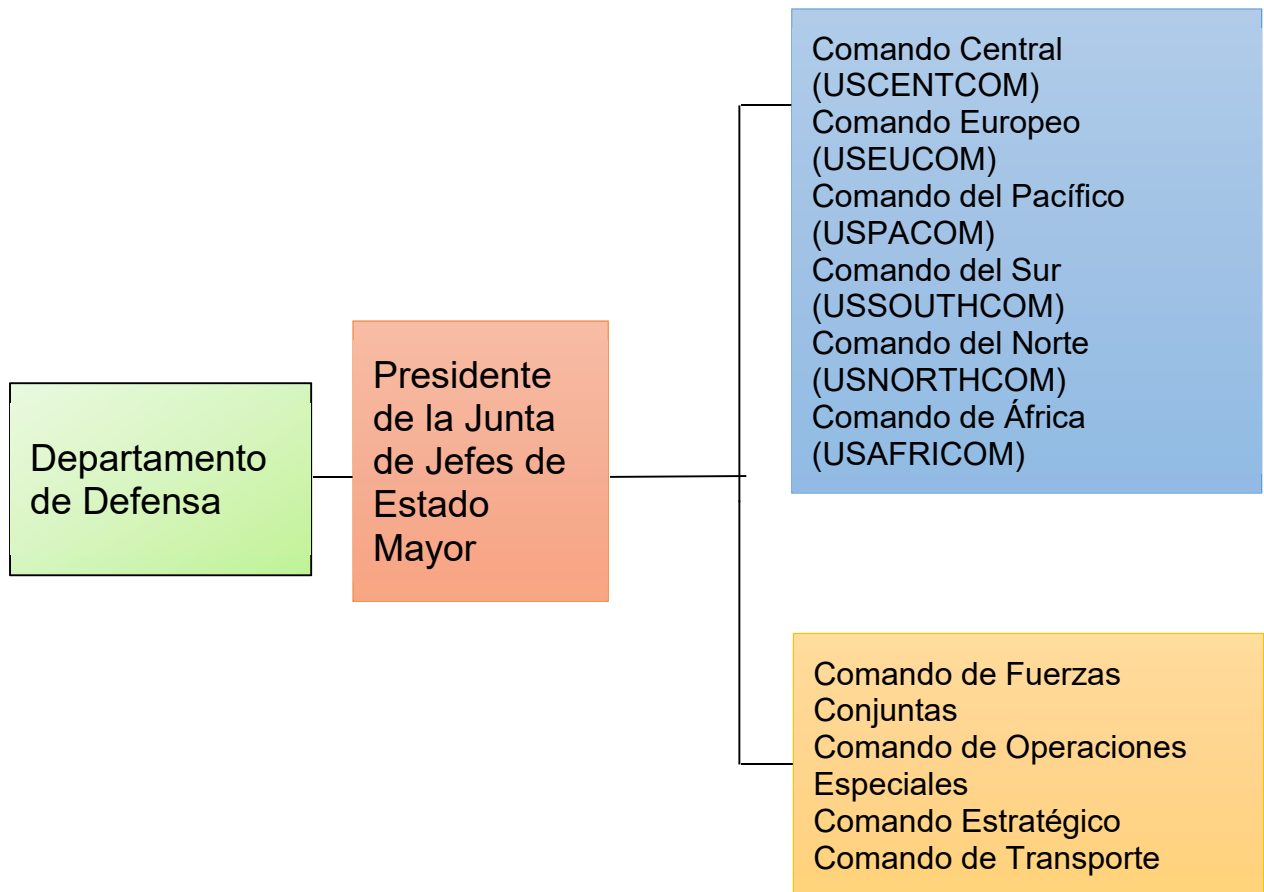 Departamento
de Defensa
Presidente
de la Junta
de Jefes de
Estado
Mayor
Comando Central
(USCENTCOM)
Comando Europeo
(USEUCOM)
Comando del Pacífico
(USPACOM)
Comando del Sur
(USSOUTHCOM)
Comando del Norte
(USNORTHCOM)
Comando de África
(USAFRICOM)
Comando de Fuerzas
Conjuntas
Comando de Operaciones
Especiales
Comando Estratégico
Comando de Transporte